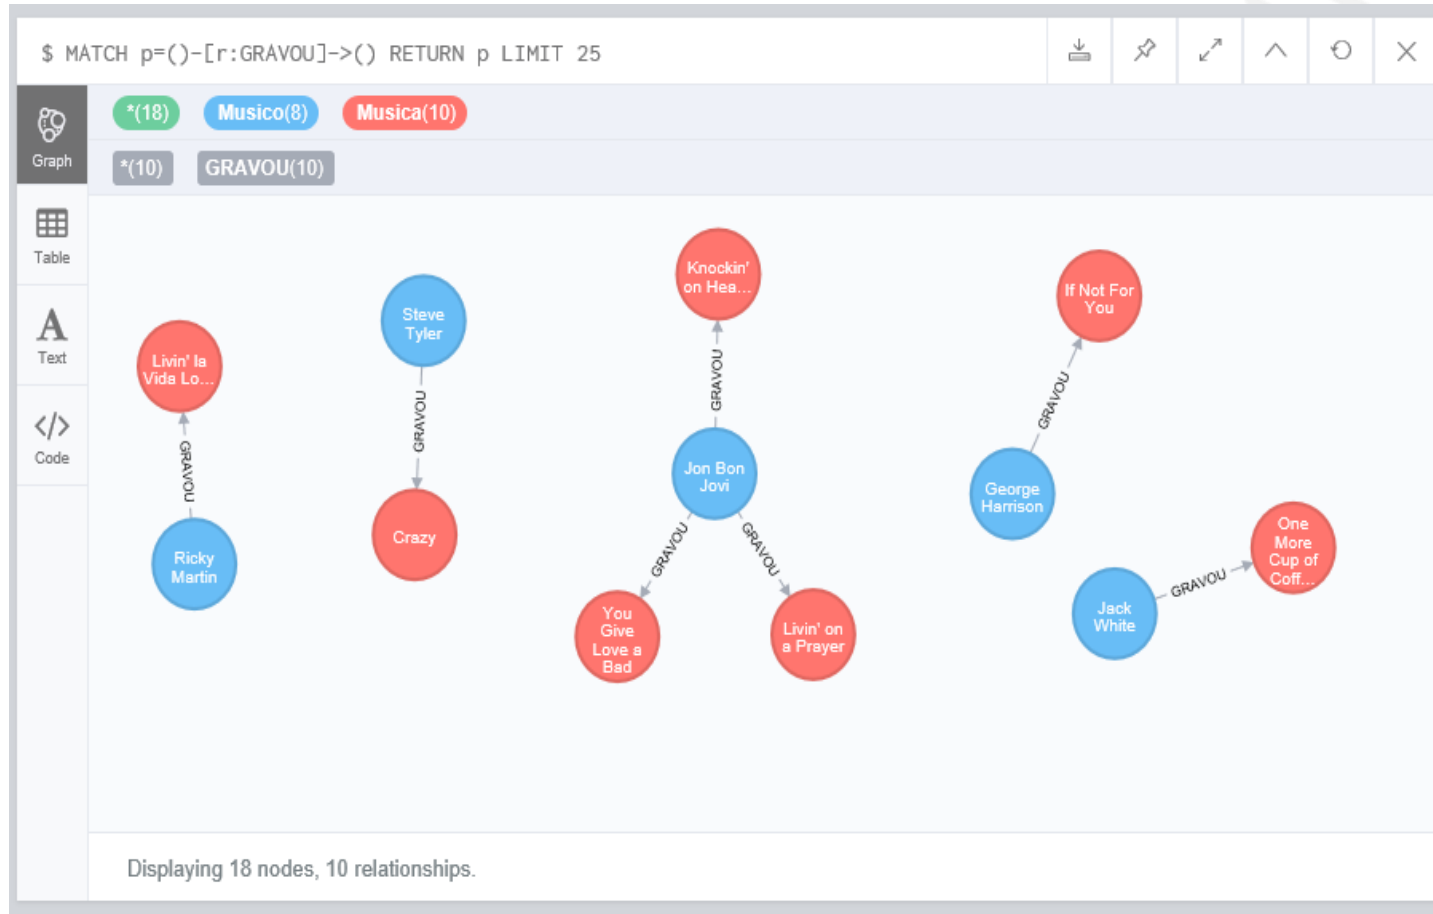 $ MATCH p=()-[r:GRAVOU]->() RETURN p LIMIT 25
*(18) Musico(8) Musica(10)
*(10) GRAVOU(10)
Graph
Table
Text
Code
Livin' la
Vida Lo...
GRAVOU
Ricky
Martin
Steve
Tyler
GRAVOU
Crazy
Knockin'
on Hea...
GRAVOU
Jon Bon
Jovi
GRAVOU
GRAVOU
You
Give
Love a
Bad
Livin' on
a Prayer
If Not For
You
GRAVOU
George
Harrison
One
More
Cup of
Coff...
GRAVOU
Jack
White
Displaying 18 nodes, 10 relationships.